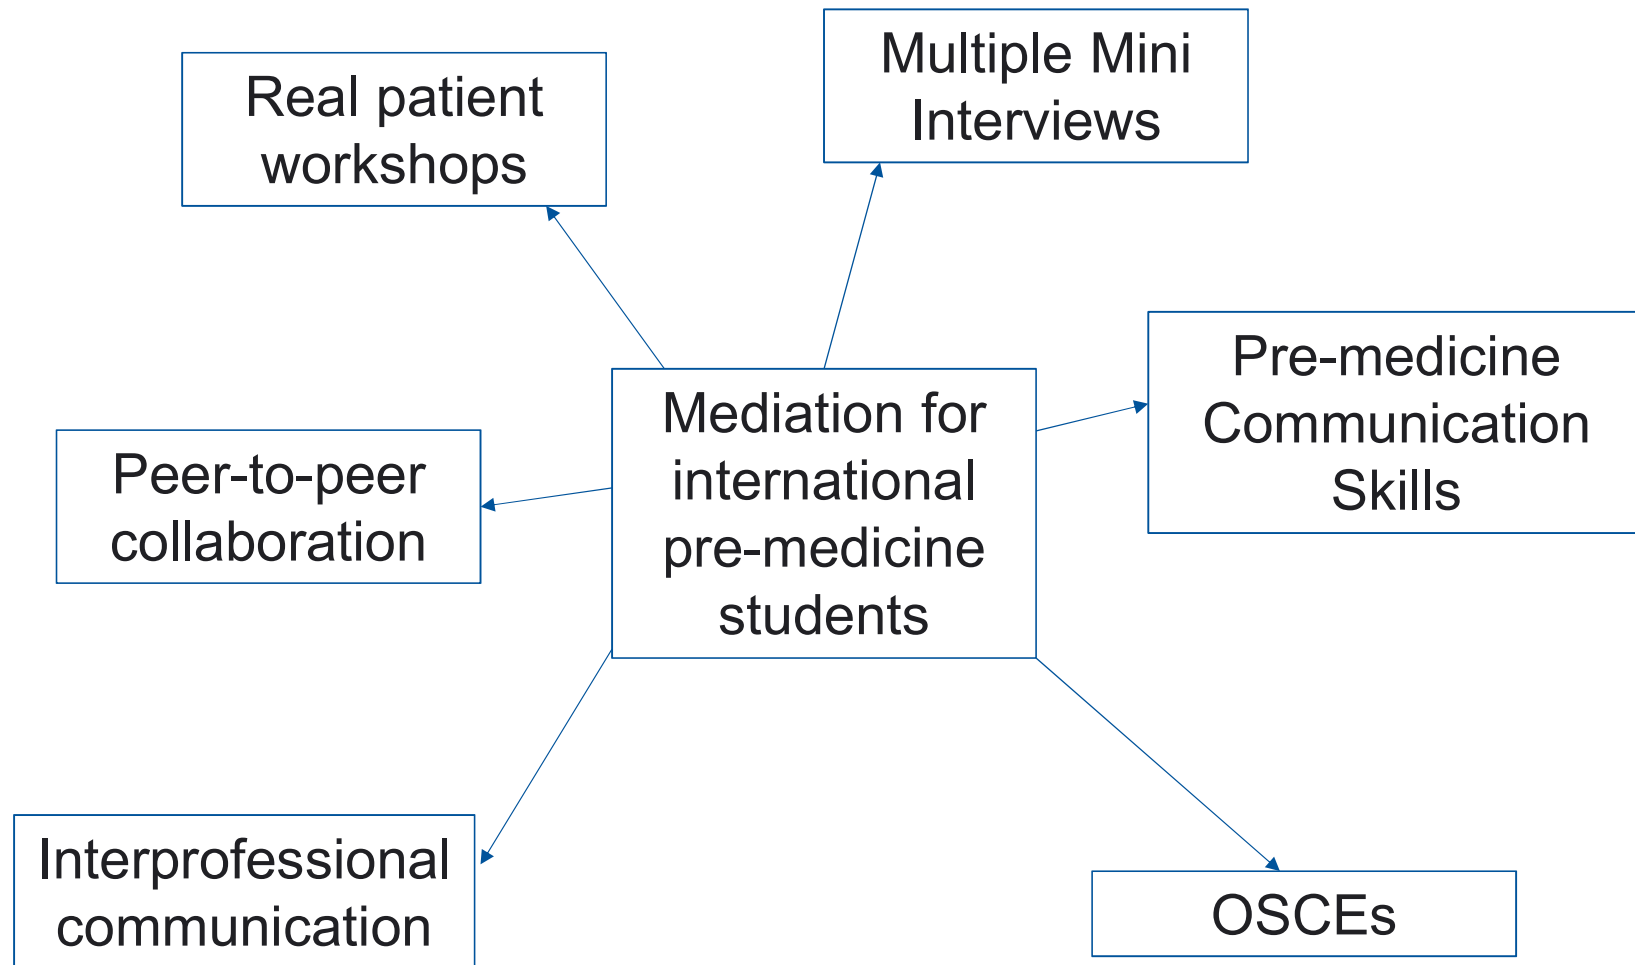 Real patient
workshops
Multiple Mini
Interviews
Pre-medicine
Communication
Skills
Mediation for
international
pre-medicine
students
Peer-to-peer
collaboration
Interprofessional
communication
OSCEs